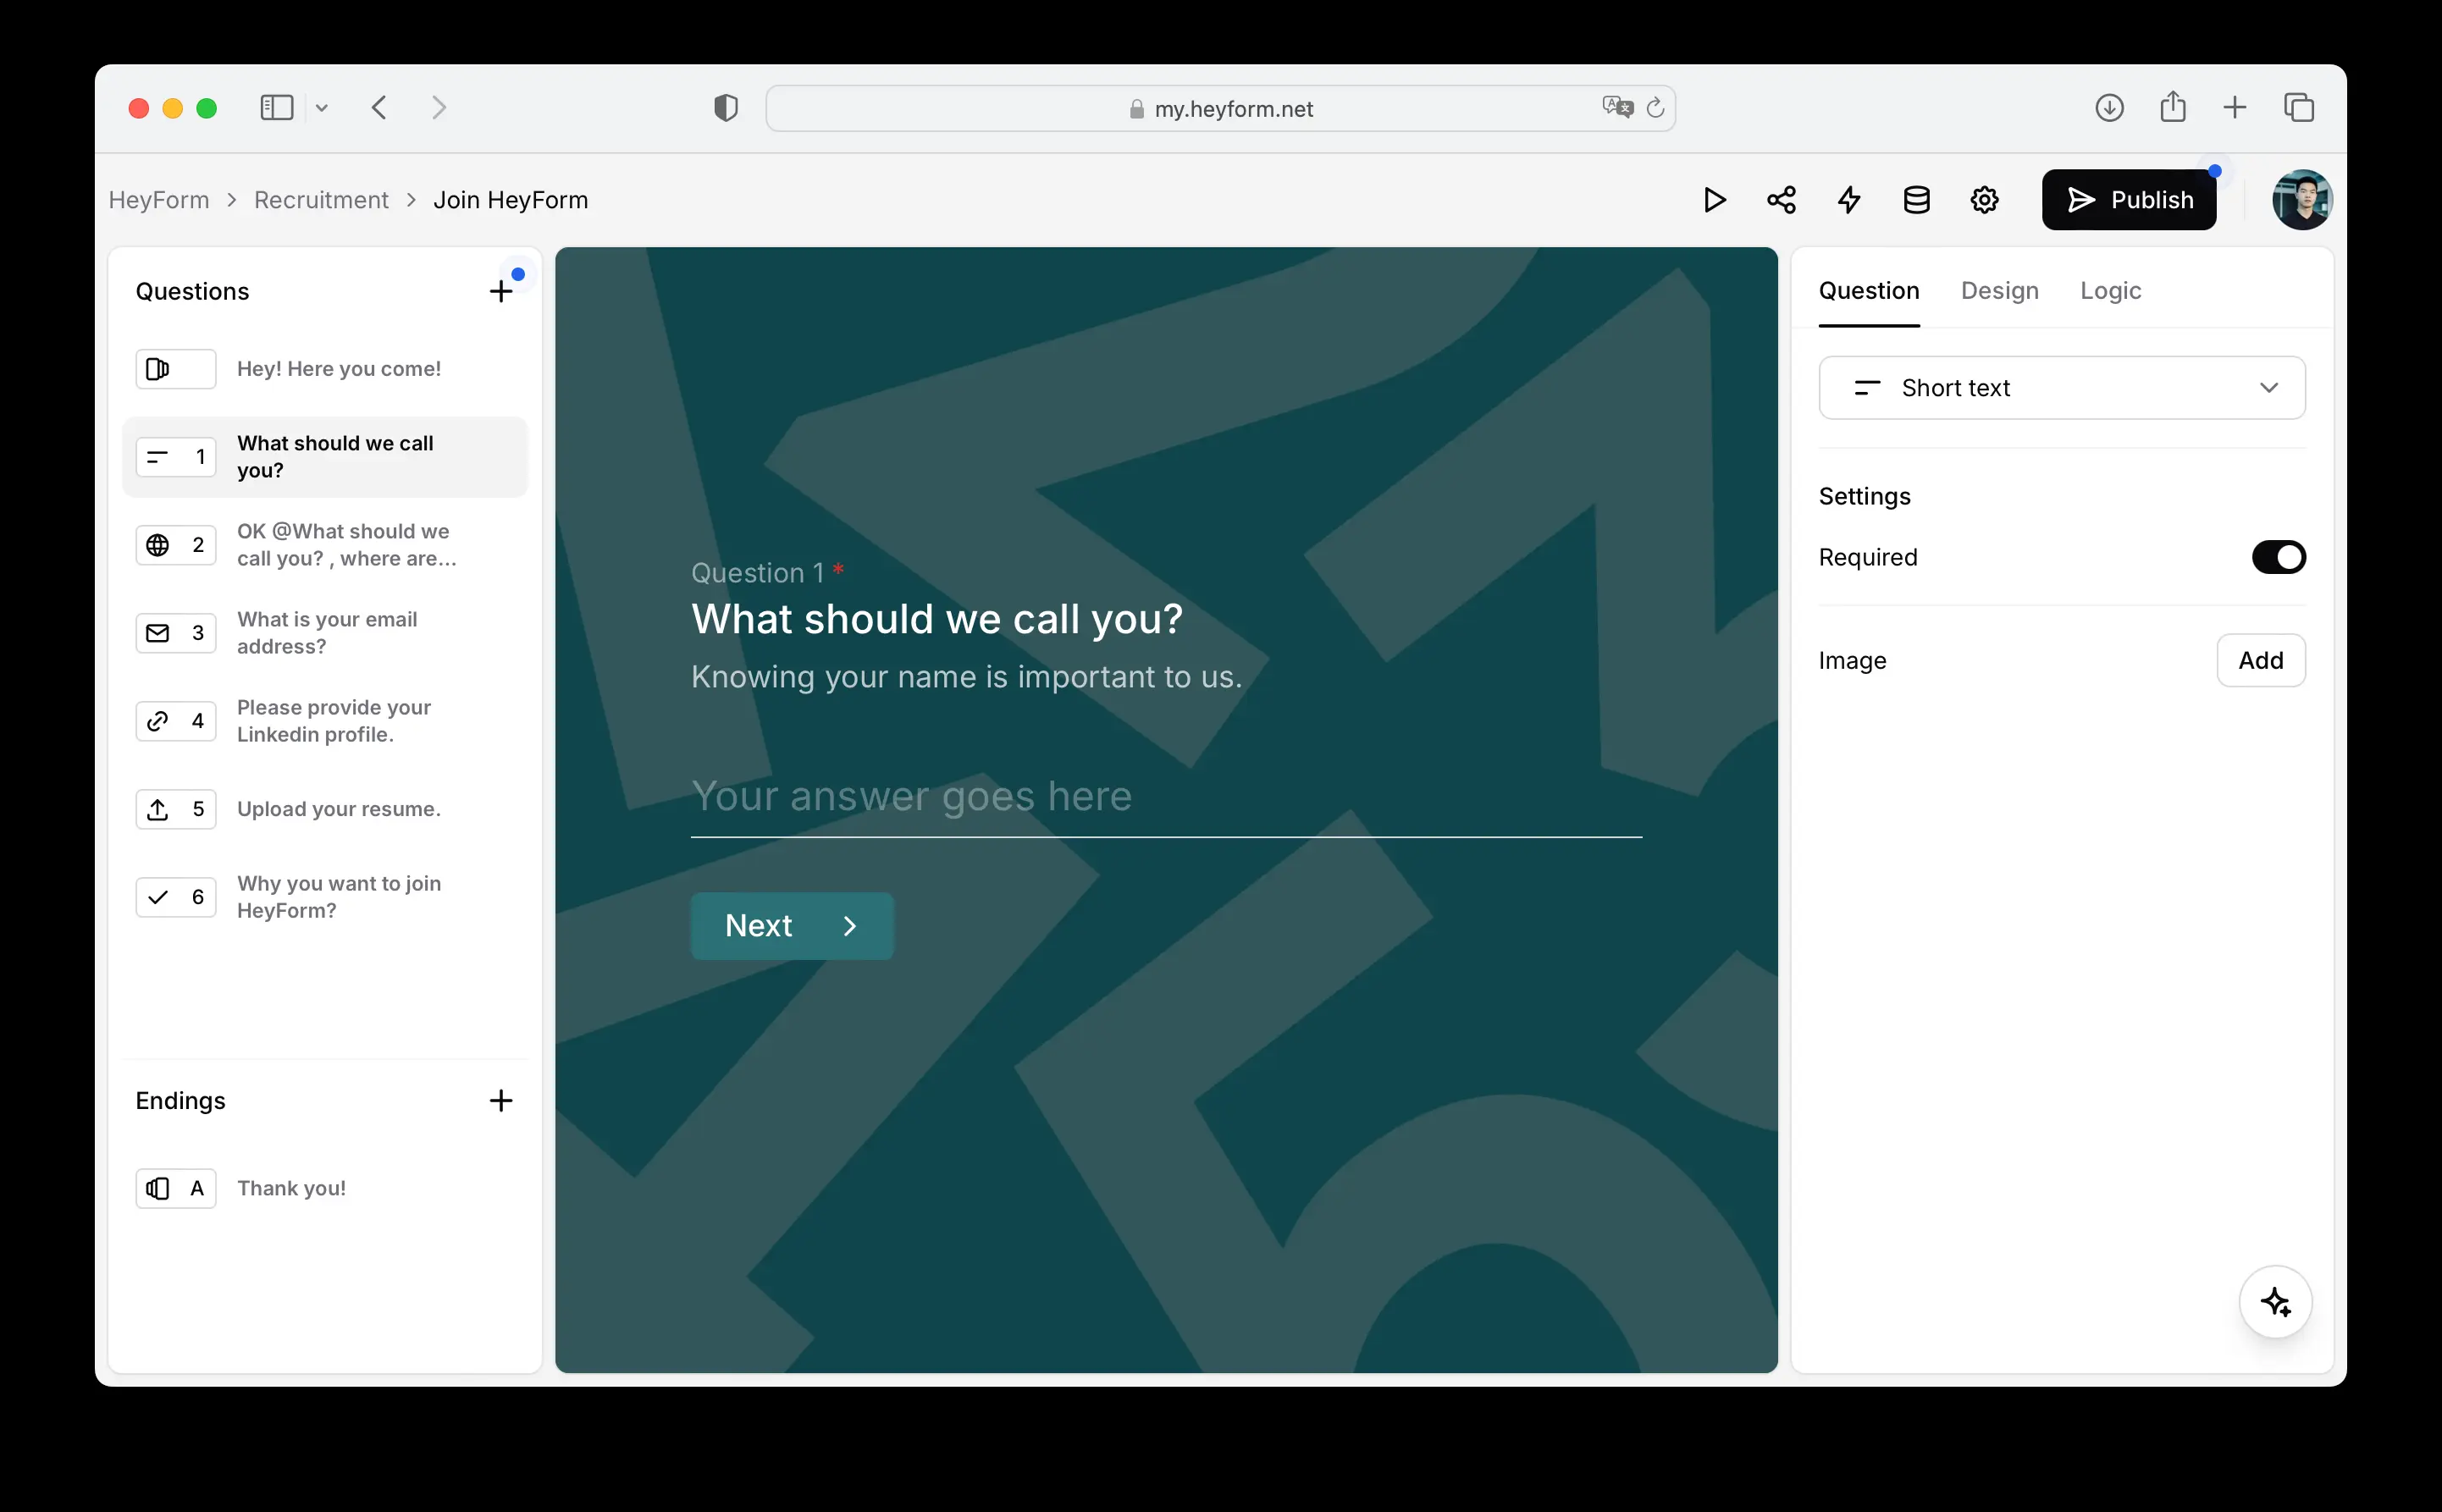 my.heyform.net
HeyForm > Recruitment > Join HeyForm
Publish
Questions
Hey! Here you come!
1
What should we call
you?
2
OK @What should we
call you? , where are...
3
What is your email
address?
4
Please provide your
Linkedin profile.
5
Upload your resume.
6
Why you want to join
HeyForm?
Endings
A
Thank you!
Question 1 *
What should we call you?
Knowing your name is important to us.
Your answer goes here
Next
Question
Design
Logic
Short text
Settings
Required
Image
Add